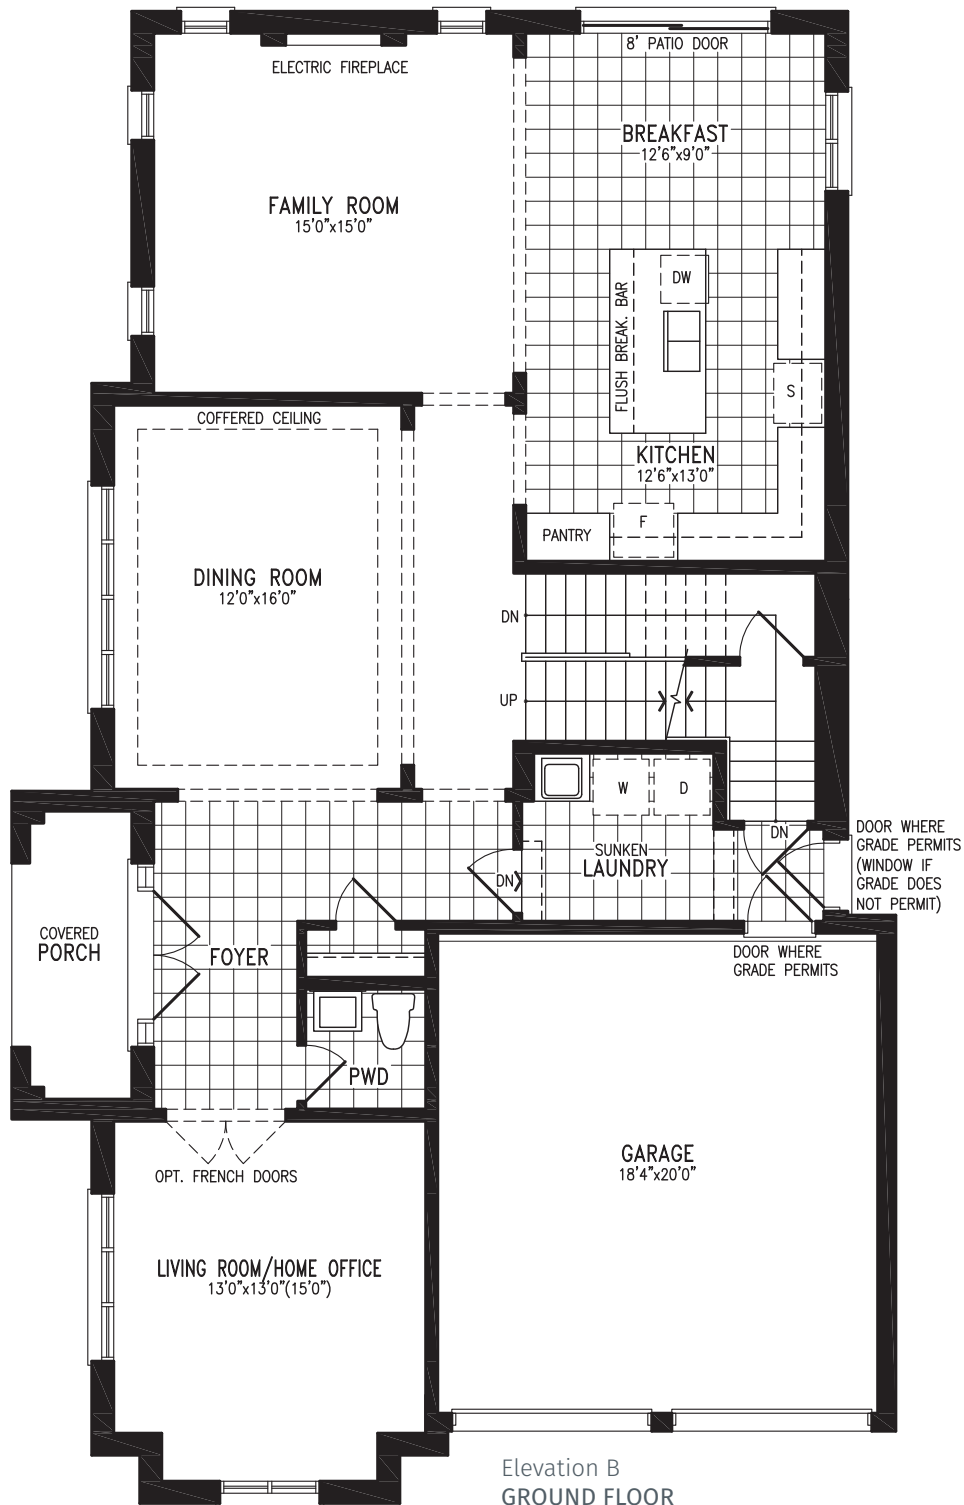 8' PATIO DOOR
ELECTRIC FIREPLACE
BREAKFAST
12'6"x9'0"
FAMILY ROOM
15'0"x15'0"
DW
FLUSH BREAK. BAR
S
COFFERED CEILING
KITCHEN
12'6"x13'0"
F
PANTRY
DINING ROOM
12'0"x16'0"
DN
UP
W
D
DN
DOOR WHERE
GRADE PERMITS
(WINDOW IF
GRADE DOES
NOT PERMIT)
SUNKEN
LAUNDRY
DN
COVERED
PORCH
FOYER
DOOR WHERE
GRADE PERMITS
PWD
GARAGE
18'4"x20'0"
OPT. FRENCH DOORS
LIVING ROOM/HOME OFFICE
13'0"x13'0"(15'0")
Elevation B
GROUND FLOOR